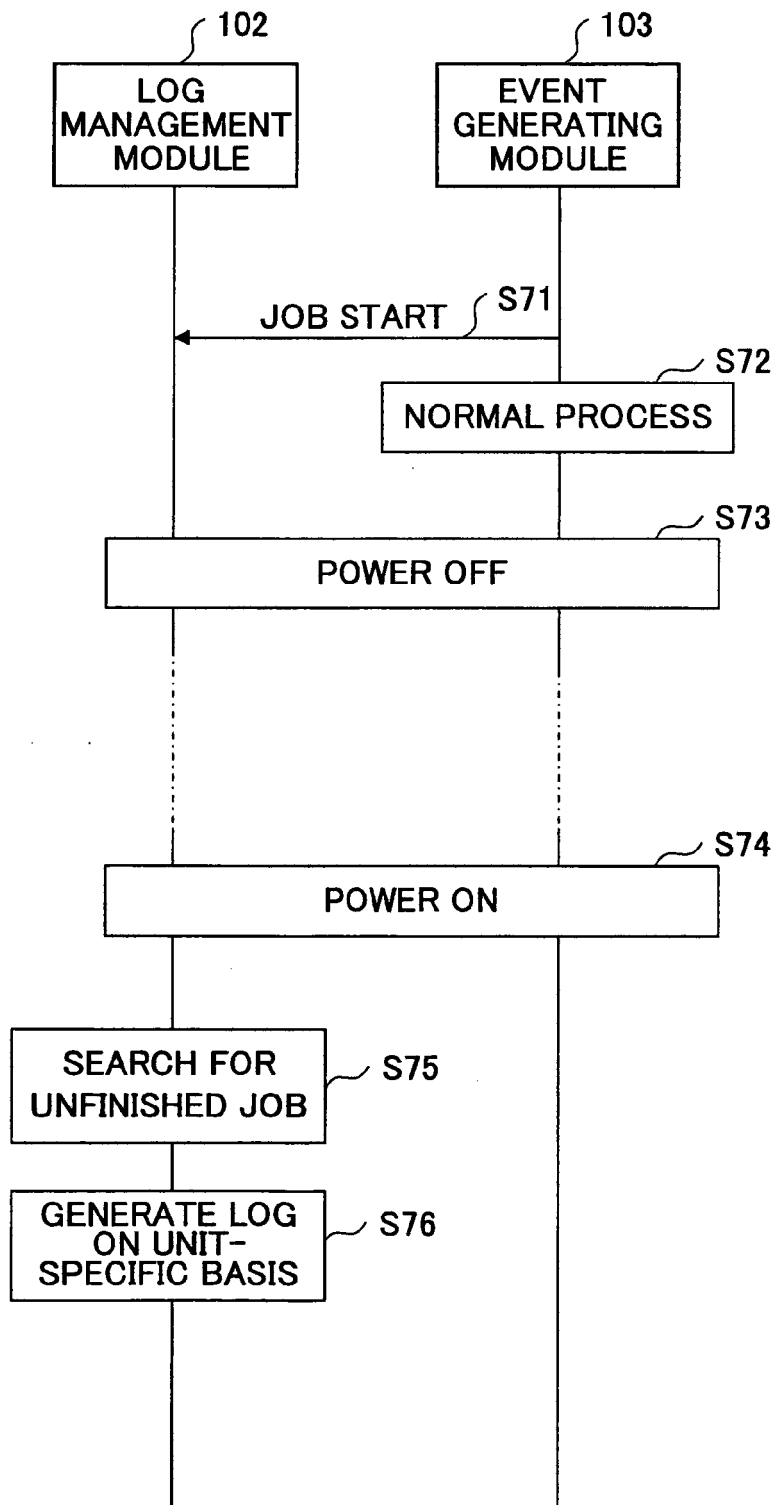 102
103
LOG
MANAGEMENT
MODULE
EVENT
GENERATING
MODULE
JOB START
S71
S72
NORMAL PROCESS
S73
POWER OFF
S74
POWER ON
SEARCH FOR
UNFINISHED JOB
S75
GENERATE LOG
ON UNIT-
SPECIFIC BASIS
S76